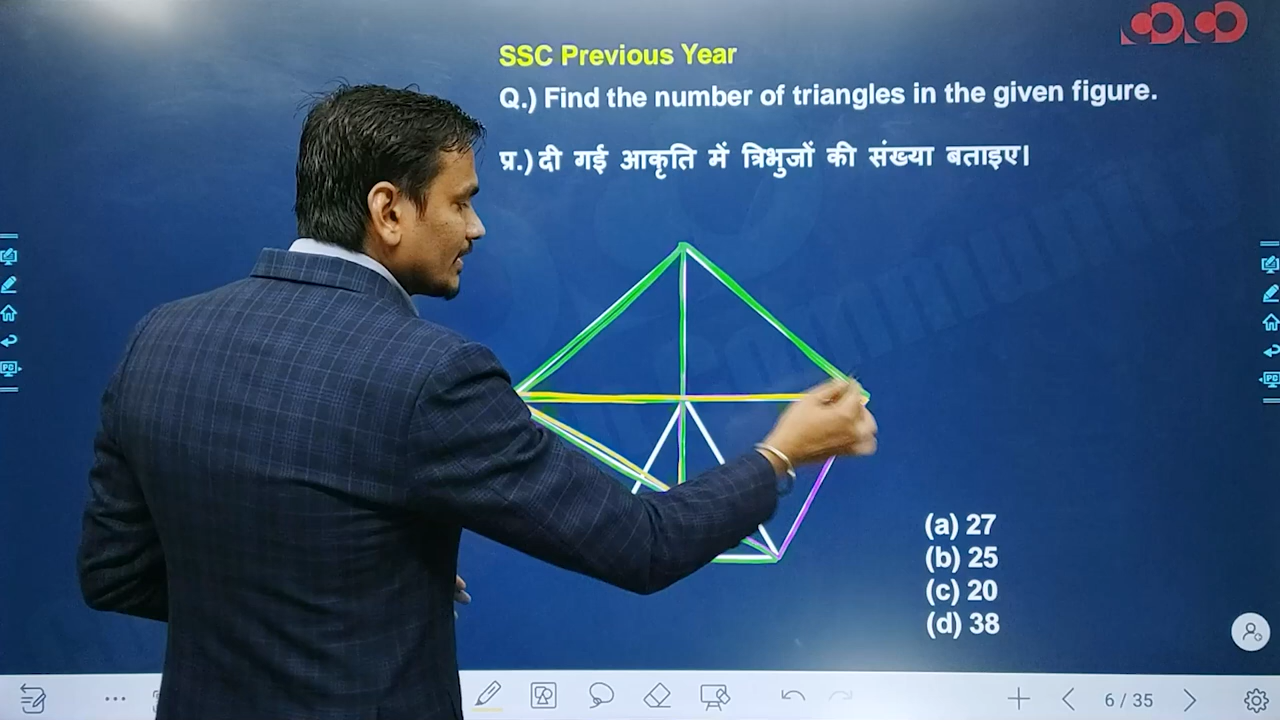 SSC Previous Year
Q.) Find the number of triangles in the given figure.
प्र.) दी गई आकृति में त्रिभुजों की संख्या बताइए।
(a) 27
(b) 25
(c) 20
(d) 38
6 / 35